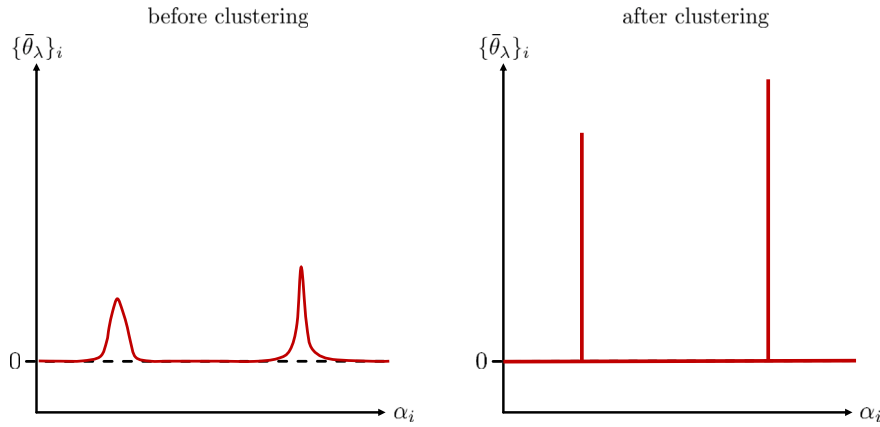 before clustering
{θ̄_λ}_i
0
α_i
after clustering
{θ̄_λ}_i
0
α_i